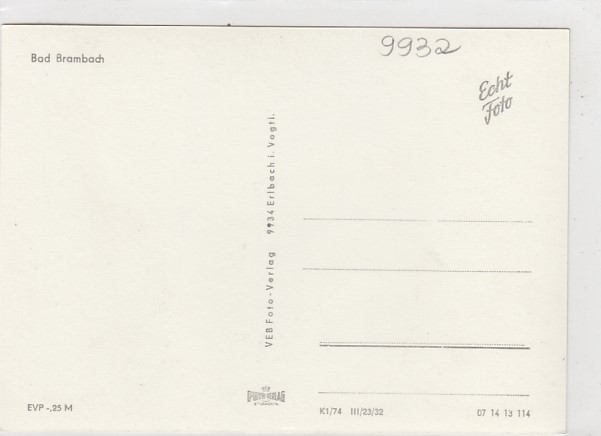 9932
Bad Brambach
Echt
Foto
VEB Foto-Verlag 9934 Erlbach i. Vogtl.
EVP -,25 M
K1/74 III/23/32
07 14 13 114